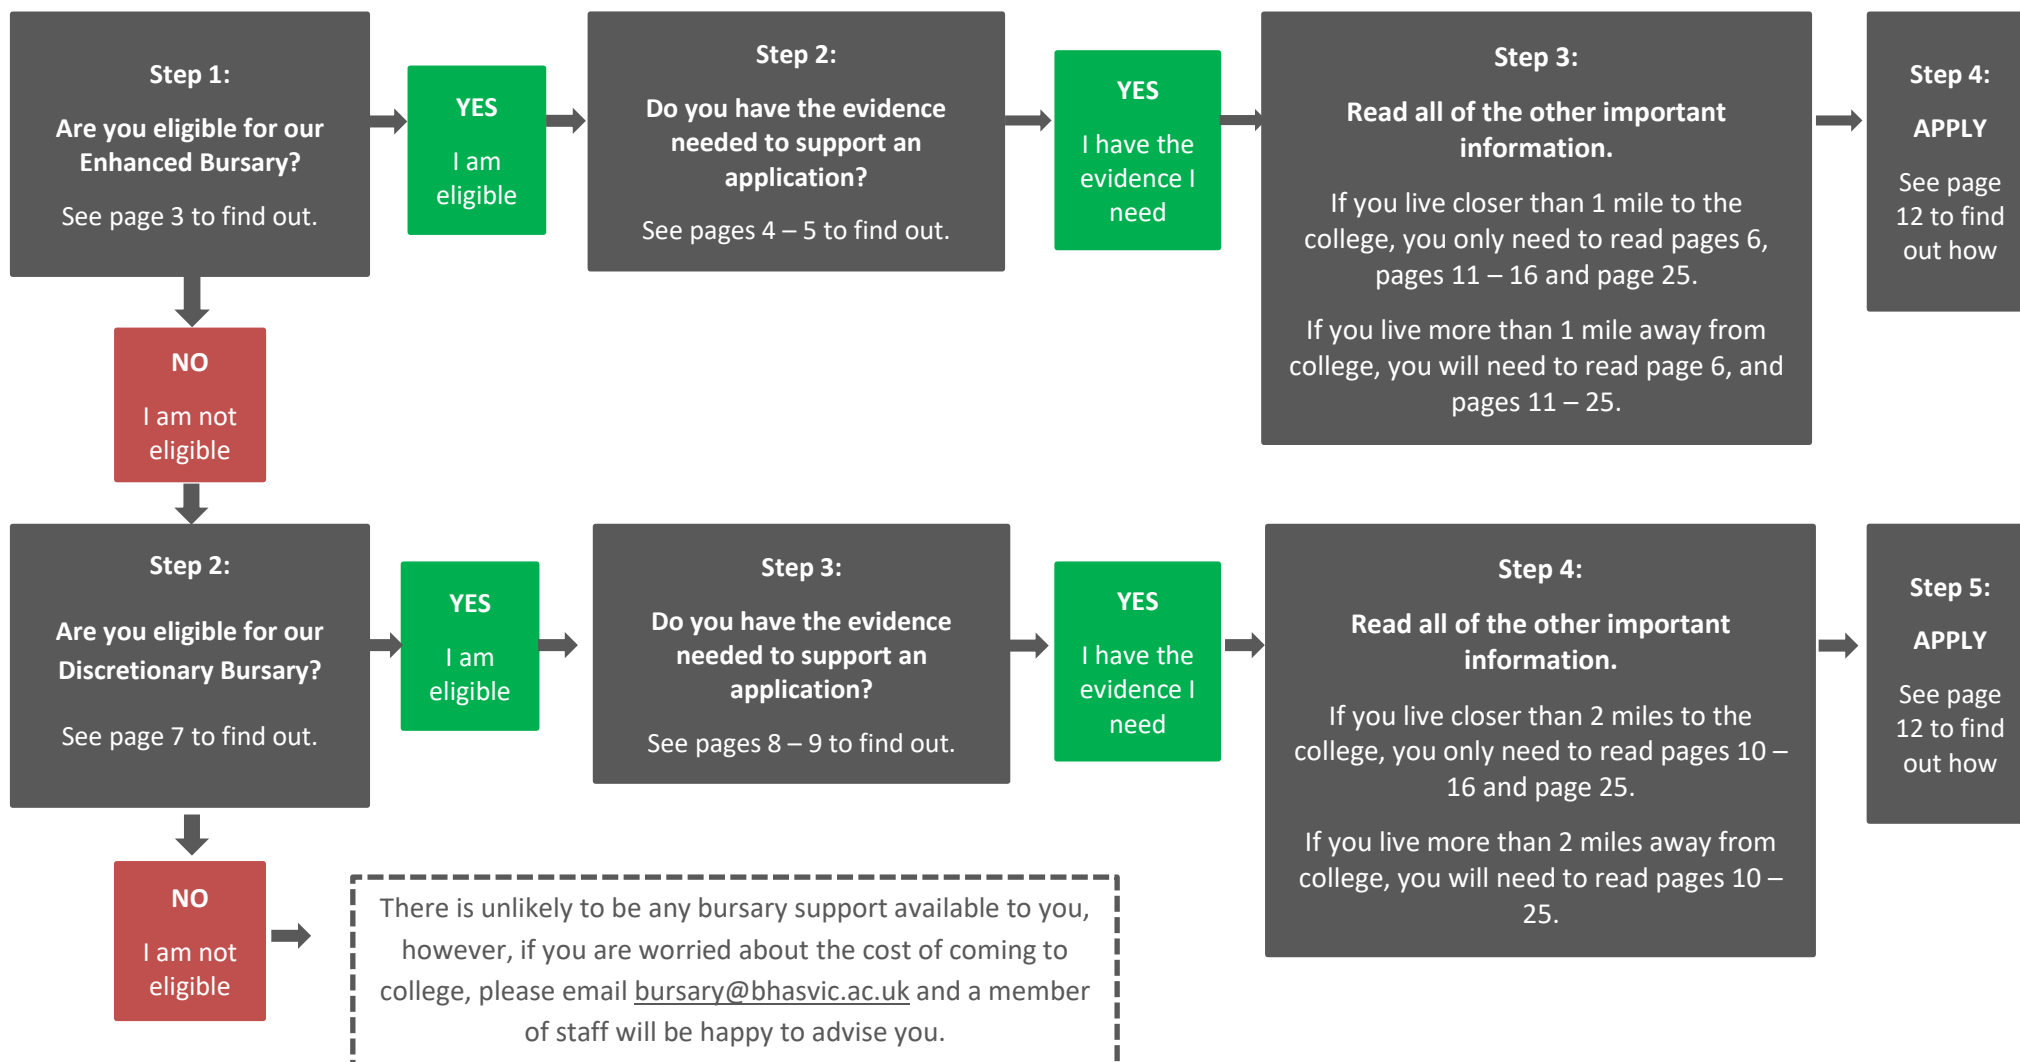 Step 1:
Are you eligible for our
Enhanced Bursary?
See page 3 to find out.
YES
I am
eligible
Step 2:
Do you have the evidence
needed to support an
application?
See pages 4 – 5 to find out.
YES
I have the
evidence I
need
Step 3:
Read all of the other important
information.
If you live closer than 1 mile to the
college, you only need to read pages 6,
pages 11 – 16 and page 25.
If you live more than 1 mile away from
college, you will need to read page 6, and
pages 11 – 25.
Step 4:
APPLY
See page
12 to find
out how
NO
I am not
eligible
Step 2:
Are you eligible for our
Discretionary Bursary?
See page 7 to find out.
YES
I am
eligible
Step 3:
Do you have the evidence
needed to support an
application?
See pages 8 – 9 to find out.
YES
I have the
evidence I
need
Step 4:
Read all of the other important
information.
If you live closer than 2 miles to the
college, you only need to read pages 10 –
16 and page 25.
If you live more than 2 miles away from
college, you will need to read pages 10 –
25.
Step 5:
APPLY
See page
12 to find
out how
NO
I am not
eligible
There is unlikely to be any bursary support available to you,
however, if you are worried about the cost of coming to
college, please email bursary@bhasvic.ac.uk and a member
of staff will be happy to advise you.